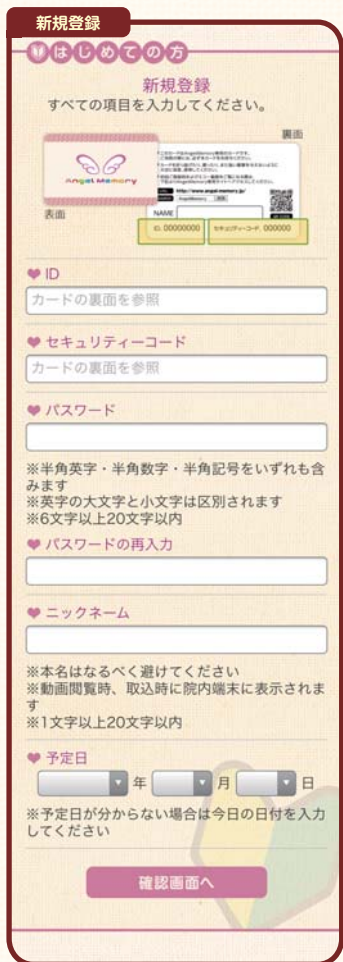 新規登録
はじめての方
新規登録
すべての項目を入力してください。
裏面
Angel Memory
表面
http://www.angel-memory.jp/
AngelMemory
NAME
ID. 00000000
セキュリティーコード. 000000
ID
カードの裏面を参照
セキュリティーコード
カードの裏面を参照
パスワード
※半角英字・半角数字・半角記号をいずれも含
みます
※英字の大文字と小文字は区別されます
※6文字以上20文字以内
パスワードの再入力
ニックネーム
※本名はなるべく避けてください
※動画閲覧時、取込時に院内端末に表示されま
す
※1文字以上20文字以内
予定日
年 月 日
※予定日が分からない場合は今日の日付を入力
してください
確認画面へ